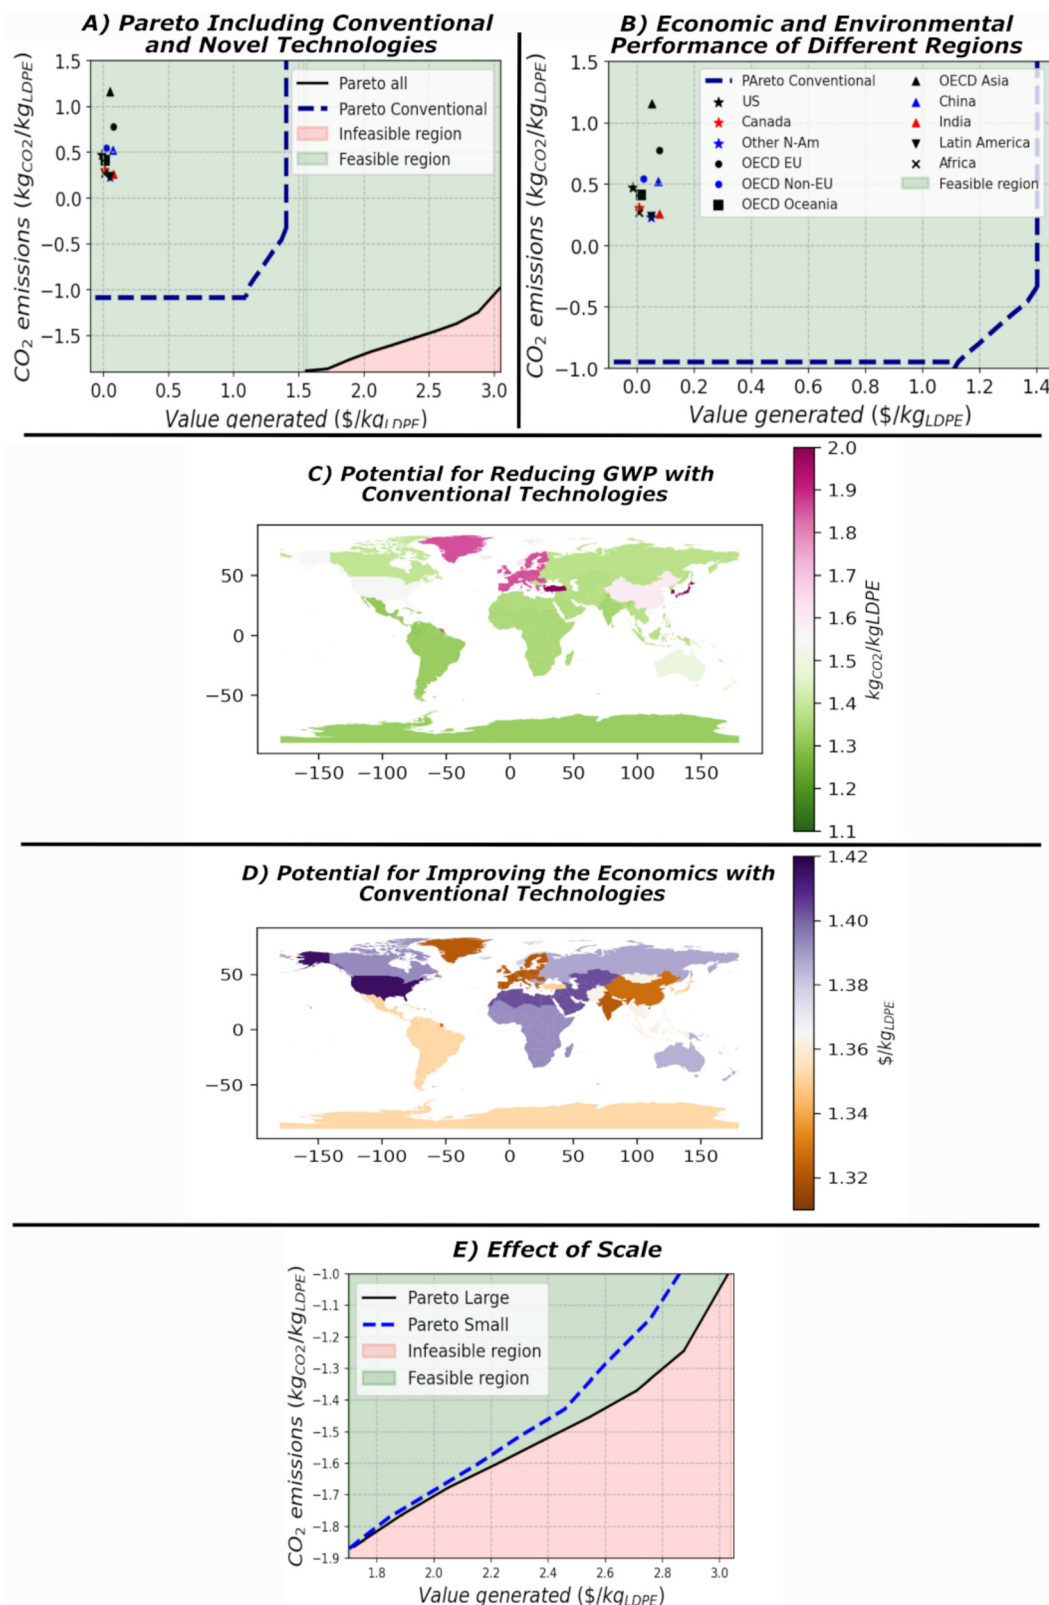 A) Pareto Including Conventional
and Novel Technologies
CO2 emissions (kgCO2/kgLDPE)
1.5
1.0
0.5
0.0
−0.5
−1.0
−1.5
Pareto all
Pareto Conventional
Infeasible region
Feasible region
0.0 0.5 1.0 1.5 2.0 2.5 3.0
Value generated ($/kgLDPE)
B) Economic and Environmental
Performance of Different Regions
CO2 emissions (kgCO2/kgLDPE)
1.5
1.0
0.5
0.0
−0.5
−1.0
PAreto Conventional
US
Canada
Other N-Am
OECD EU
OECD Non-EU
OECD Oceania
OECD Asia
China
India
Latin America
Africa
Feasible region
0.0 0.2 0.4 0.6 0.8 1.0 1.2 1.4
Value generated ($/kgLDPE)
C) Potential for Reducing GWP with
Conventional Technologies
50
0
−50
−150 −100 −50 0 50 100 150
2.0
1.9
1.8
1.7
1.6
1.5
1.4
1.3
1.2
1.1
kgCO2/kgLDPE
D) Potential for Improving the Economics with
Conventional Technologies
50
0
−50
−150 −100 −50 0 50 100 150
1.42
1.40
1.38
1.36
1.34
1.32
$/kgLDPE
E) Effect of Scale
CO2 emissions (kgCO2/kgLDPE)
−1.0
−1.1
−1.2
−1.3
−1.4
−1.5
−1.6
−1.7
−1.8
−1.9
Pareto Large
Pareto Small
Infeasible region
Feasible region
1.8 2.0 2.2 2.4 2.6 2.8 3.0
Value generated ($/kgLDPE)